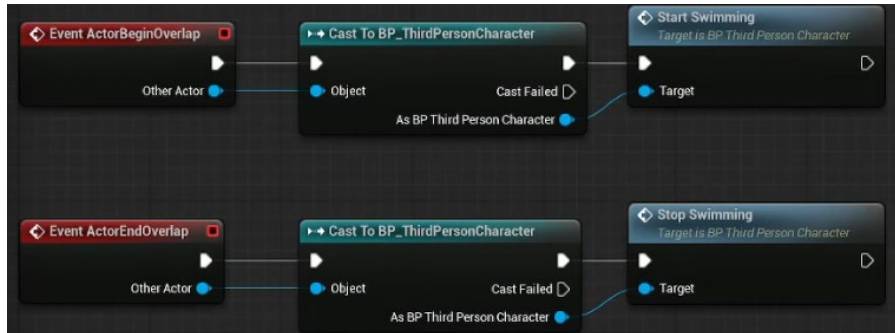 Event ActorBeginOverlap
Other Actor
Cast To BP_ThirdPersonCharacter
Object
Cast Failed
As BP Third Person Character
Start Swimming
Target is BP Third Person Character
Target
Event ActorEndOverlap
Other Actor
Cast To BP_ThirdPersonCharacter
Object
Cast Failed
As BP Third Person Character
Stop Swimming
Target is BP Third Person Character
Target